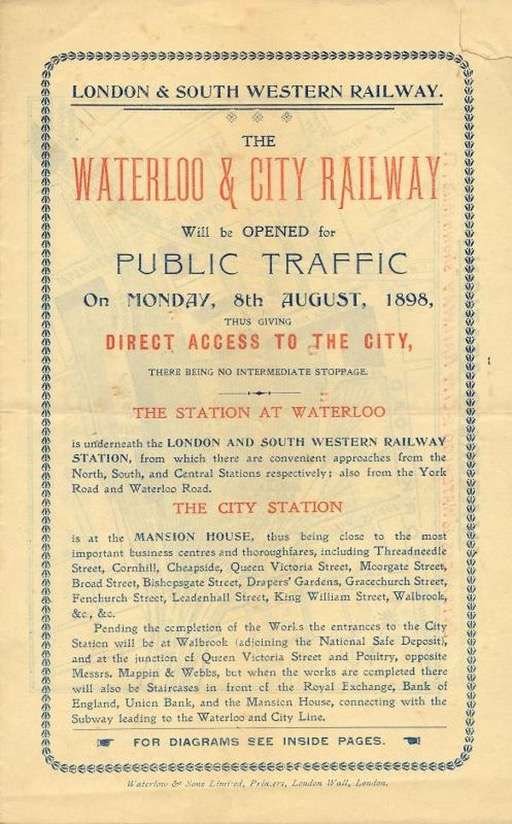 LONDON & SOUTH WESTERN RAILWAY.
THE
WATERLOO & CITY RAILWAY
Will be OPENED for
PUBLIC TRAFFIC
On MONDAY, 8th AUGUST, 1898,
THUS GIVING
DIRECT ACCESS TO THE CITY,
THERE BEING NO INTERMEDIATE STOPPAGE.
THE STATION AT WATERLOO
is underneath the LONDON AND SOUTH WESTERN RAILWAY
STATION, from which there are convenient approaches from the
North, South, and Central Stations respectively; also from the York
Road and Waterloo Road.
THE CITY STATION
is at the MANSION HOUSE, thus being close to the most
important business centres and thoroughfares, including Threadneedle
Street, Cornhill, Cheapside, Queen Victoria Street, Moorgate Street,
Broad Street, Bishopsgate Street, Drapers' Gardens, Gracechurch Street,
Fenchurch Street, Leadenhall Street, King William Street, Walbrook,
&c., &c.
Pending the completion of the Works the entrances to the City
Station will be at Walbrook (adjoining the National Safe Deposit),
and at the junction of Queen Victoria Street and Poultry, opposite
Messrs. Mappin & Webbs, but when the works are completed there
will also be Staircases in front of the Royal Exchange, Bank of
England, Union Bank, and the Mansion House, connecting with the
Subway leading to the Waterloo and City Line.
FOR DIAGRAMS SEE INSIDE PAGES.
Waterlow & Sons Limited, Printers, London Wall, London.